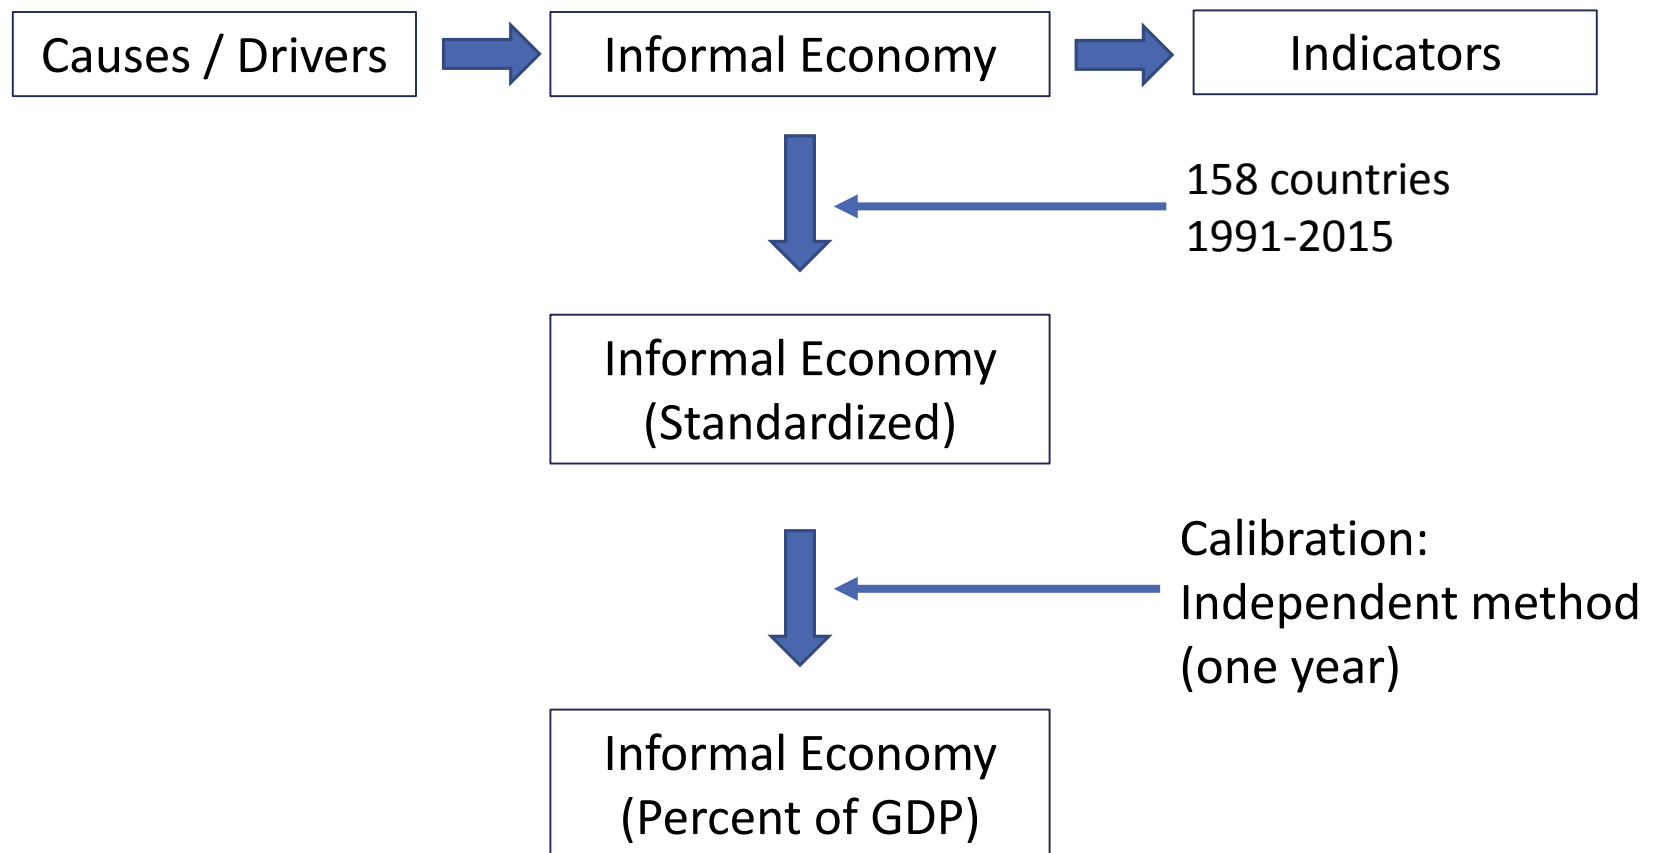 Causes / Drivers
Informal Economy
Indicators
158 countries
1991-2015
Informal Economy
(Standardized)
Calibration:
Independent method
(one year)
Informal Economy
(Percent of GDP)